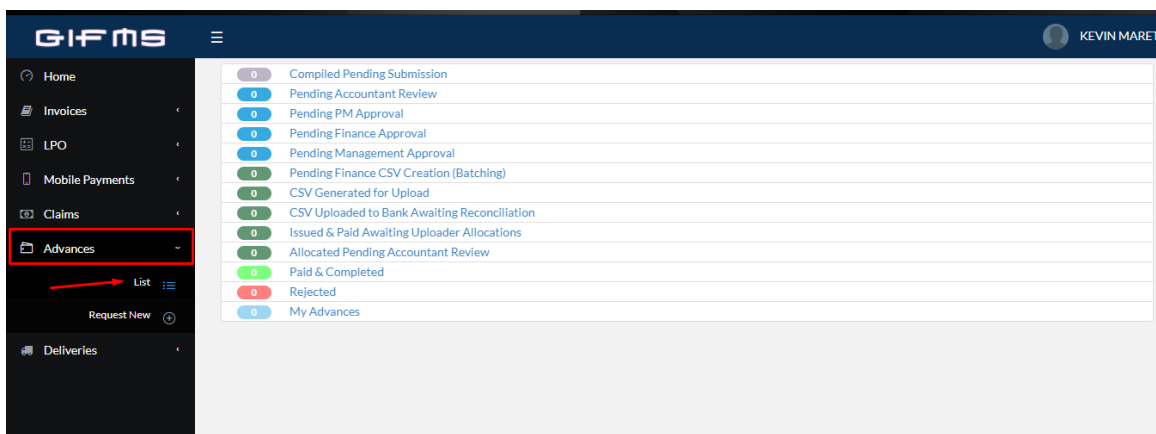 GIFMS
KEVIN MARET
Home
Invoices
LPO
Mobile Payments
Claims
Advances
List
Request New
Deliveries
0 Compiled Pending Submission
0 Pending Accountant Review
0 Pending PM Approval
0 Pending Finance Approval
0 Pending Management Approval
0 Pending Finance CSV Creation (Batching)
0 CSV Generated for Upload
0 CSV Uploaded to Bank Awaiting Reconciliation
0 Issued & Paid Awaiting Uploader Allocations
0 Allocated Pending Accountant Review
0 Paid & Completed
0 Rejected
0 My Advances